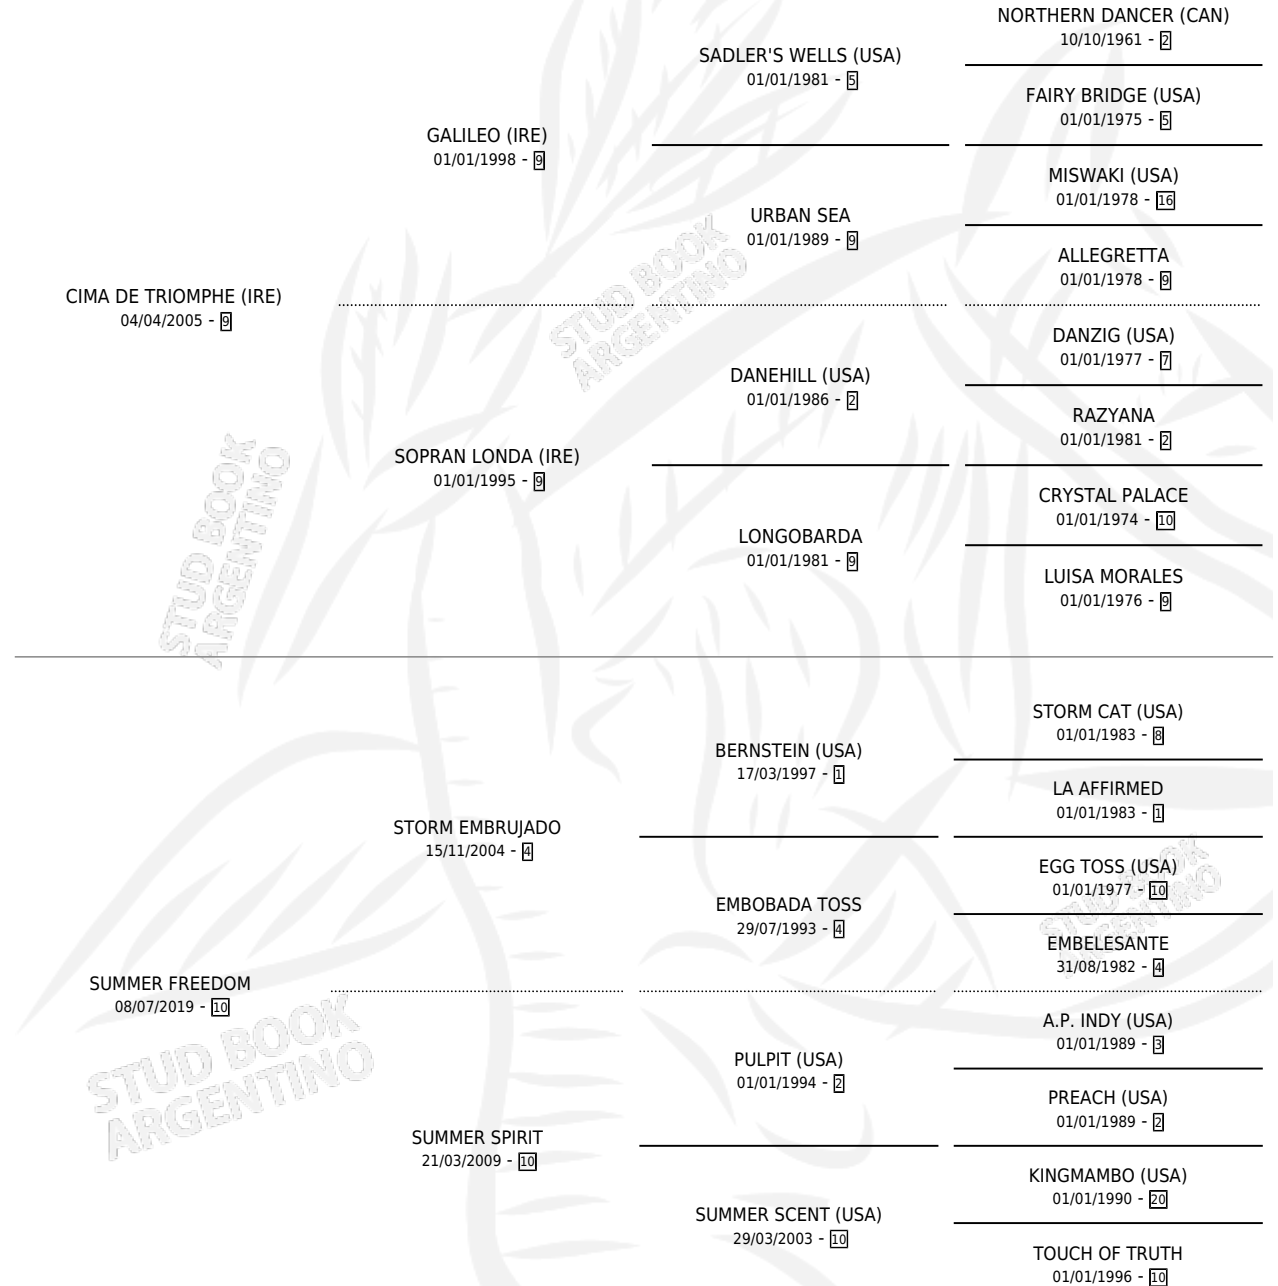 NORTHERN DANCER (CAN)
10/10/1961 - 2
SADLER'S WELLS (USA)
01/01/1981 - 5
FAIRY BRIDGE (USA)
01/01/1975 - 5
GALILEO (IRE)
01/01/1998 - 9
MISWAKI (USA)
01/01/1978 - 16
URBAN SEA
01/01/1989 - 9
ALLEGRETTA
01/01/1978 - 9
CIMA DE TRIOMPHE (IRE)
04/04/2005 - 9
DANZIG (USA)
01/01/1977 - 7
DANEHILL (USA)
01/01/1986 - 2
RAZYANA
01/01/1981 - 2
SOPRAN LONDA (IRE)
01/01/1995 - 9
CRYSTAL PALACE
01/01/1974 - 10
LONGOBARDA
01/01/1981 - 9
LUISA MORALES
01/01/1976 - 9
STORM CAT (USA)
01/01/1983 - 8
BERNSTEIN (USA)
17/03/1997 - 1
LA AFFIRMED
01/01/1983 - 1
STORM EMBRUJADO
15/11/2004 - 4
EGG TOSS (USA)
01/01/1977 - 10
EMBOBADA TOSS
29/07/1993 - 4
EMBELESANTE
31/08/1982 - 4
SUMMER FREEDOM
08/07/2019 - 10
A.P. INDY (USA)
01/01/1989 - 3
PULPIT (USA)
01/01/1994 - 2
PREACH (USA)
01/01/1989 - 2
SUMMER SPIRIT
21/03/2009 - 10
KINGMAMBO (USA)
01/01/1990 - 20
SUMMER SCENT (USA)
29/03/2003 - 10
TOUCH OF TRUTH
01/01/1996 - 10
STUD BOOK
ARGENTINO
STUD BOOK
ARGENTINO
STUD BOOK
ARGENTINO
STUD BOOK
ARGENTINO